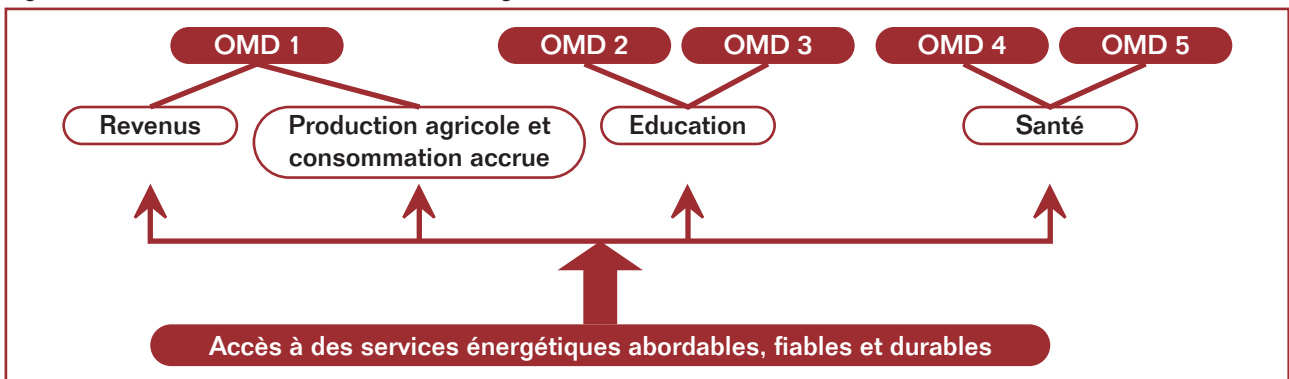 OMD 1
OMD 2
OMD 3
OMD 4
OMD 5
Revenus
Production agricole et
consommation accrue
Education
Santé
Accès à des services énergétiques abordables, fiables et durables